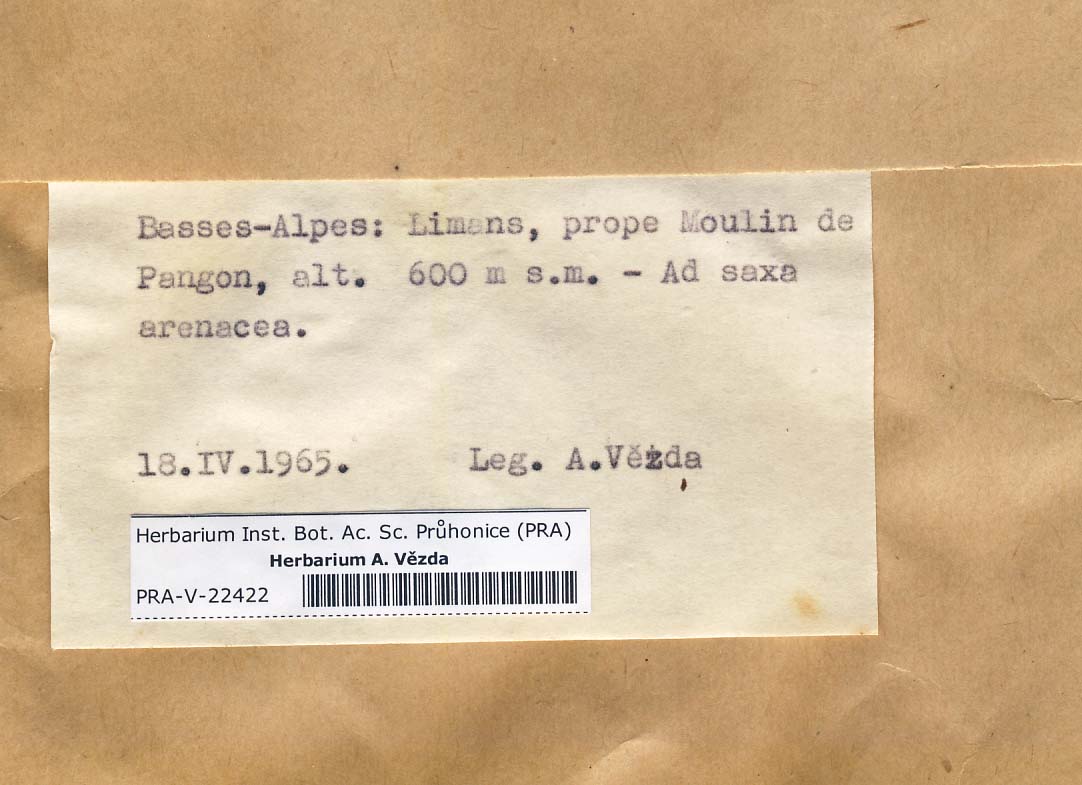 Basses-Alpes: Limans, prope Moulin de
Pangon, alt. 600 m s.m. - Ad saxa
arenacea.
18.IV.1965. Leg. A.Vězda
Herbarium Inst. Bot. Ac. Sc. Průhonice (PRA)
Herbarium A. Vězda
PRA-V-22422